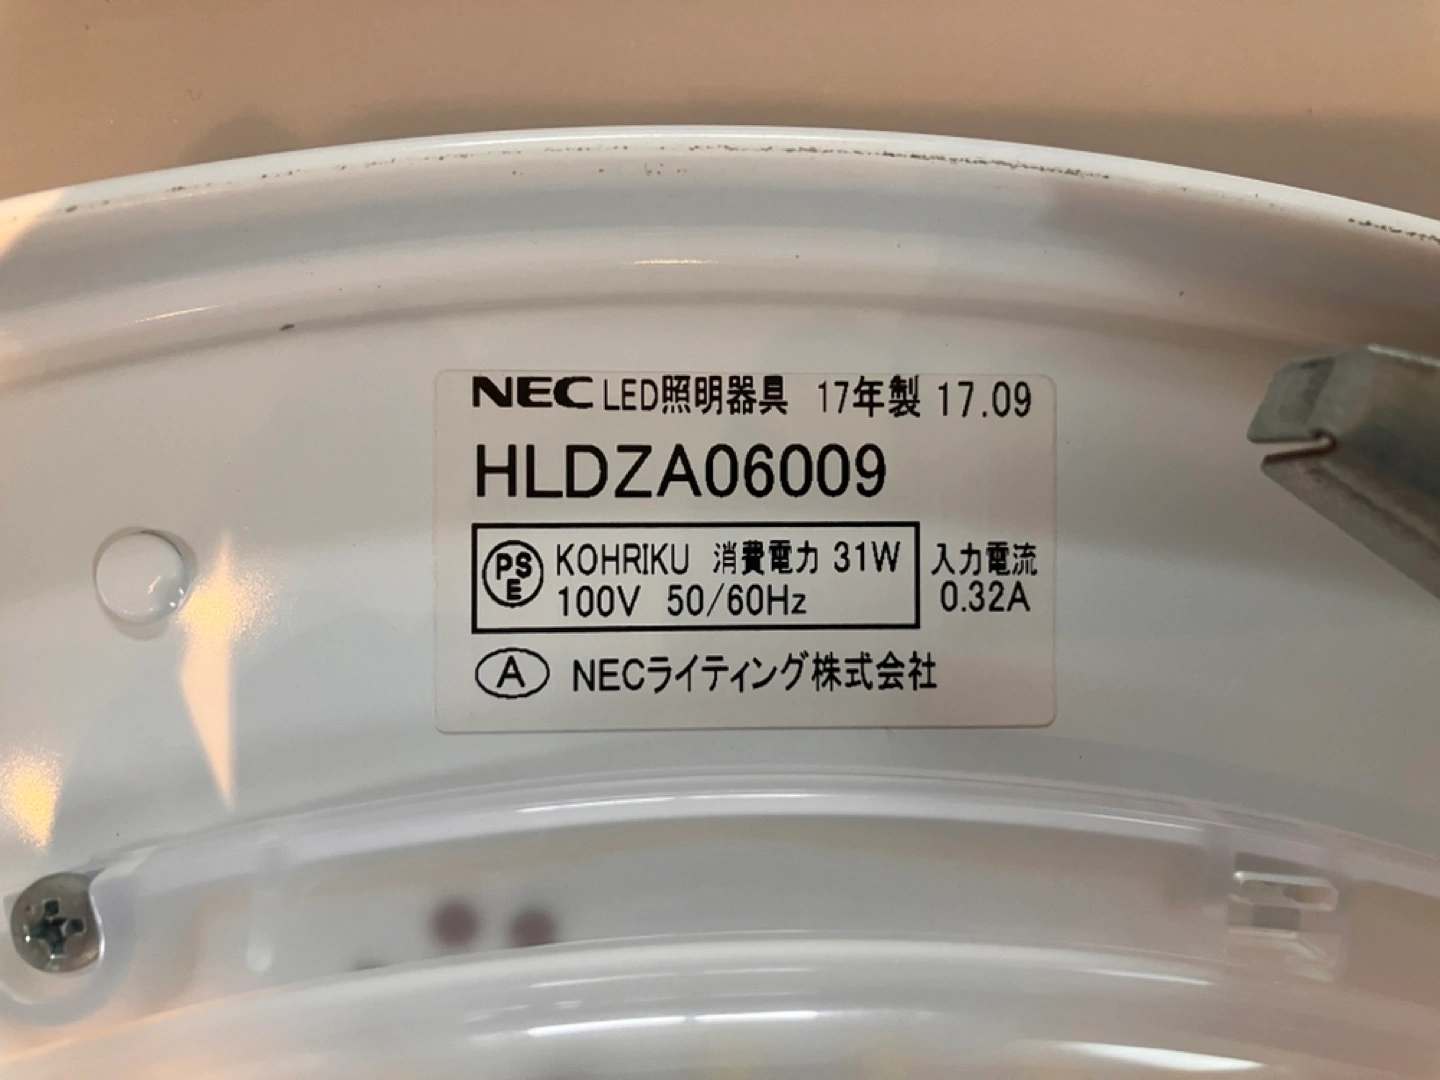 NEC LED照明器具 17年製 17.09
HLDZA06009
PSE KOHRIKU 消費電力 31W 入力電流
100V 50/60Hz 0.32A
A NECライティング株式会社